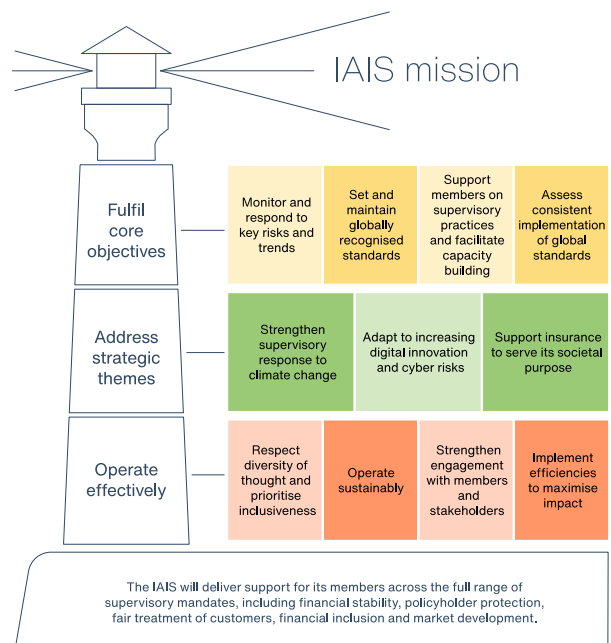 IAIS mission
Fulfil
core
objectives
Monitor and
respond to
key risks and
trends
Set and
maintain
globally
recognised
standards
Support
members on
supervisory
practices
and facilitate
capacity
building
Assess
consistent
implementation
of global
standards
Address
strategic
themes
Strengthen
supervisory
response to
climate change
Adapt to increasing
digital innovation
and cyber risks
Support insurance
to serve its societal
purpose
Operate
effectively
Respect
diversity of
thought and
prioritise
inclusiveness
Operate
sustainably
Strengthen
engagement
with members
and
stakeholders
Implement
efficiencies
to maximise
impact
The IAIS will deliver support for its members across the full range of
supervisory mandates, including financial stability, policyholder protection,
fair treatment of customers, financial inclusion and market development.